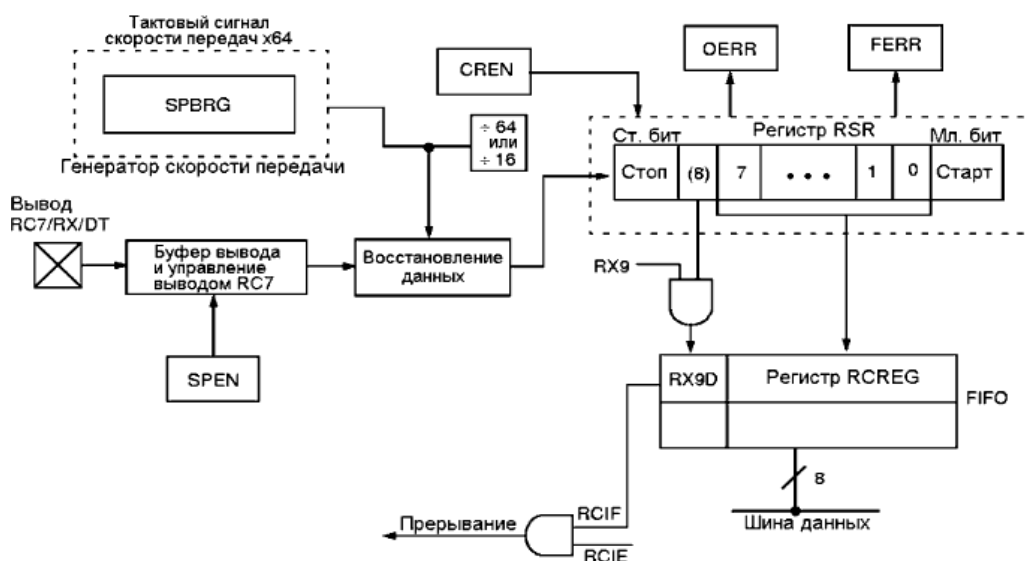 Тактовый сигнал
скорости передач x64
SPBRG
Генератор скорости передачи
CREN
OERR
FERR
÷ 64
или
÷ 16
Ст. бит
Регистр RSR
Мл. бит
Стоп
(8)
7
• • •
1
0
Старт
Вывод
RC7/RX/DT
Буфер вывода
и управление
выводом RC7
Восстановление
данных
SPEN
RX9
RX9D
Регистр RCREG
FIFO
8
Шина данных
Прерывание
RCIF
RCIE